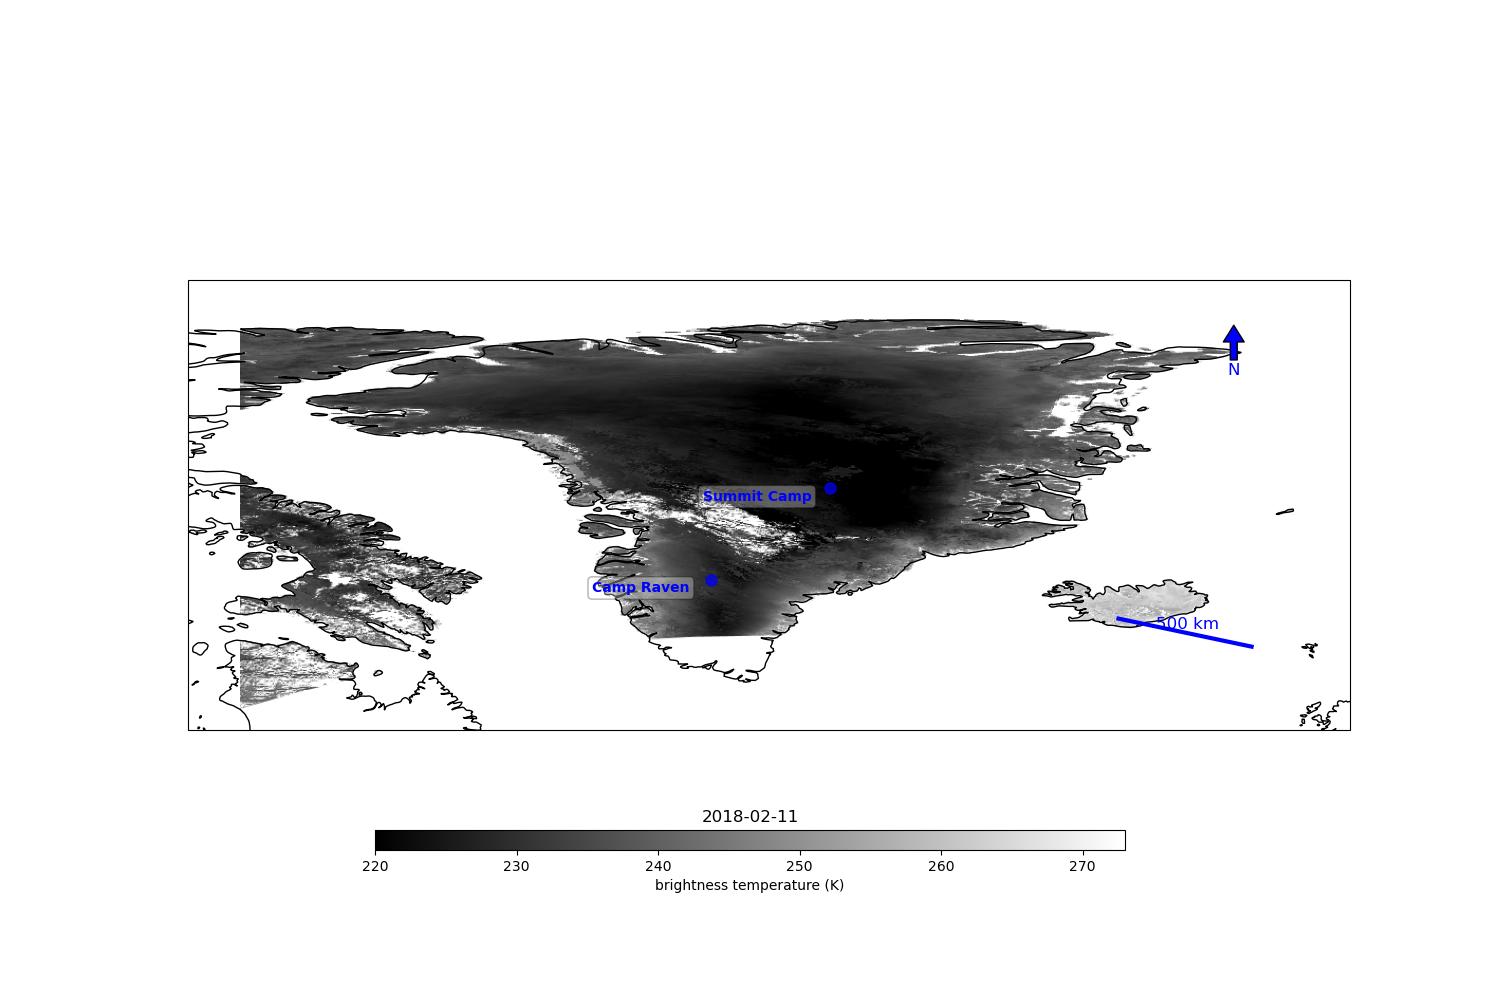 N
Summit Camp
Camp Raven
500 km
2018-02-11
220 230 240 250 260 270
brightness temperature (K)